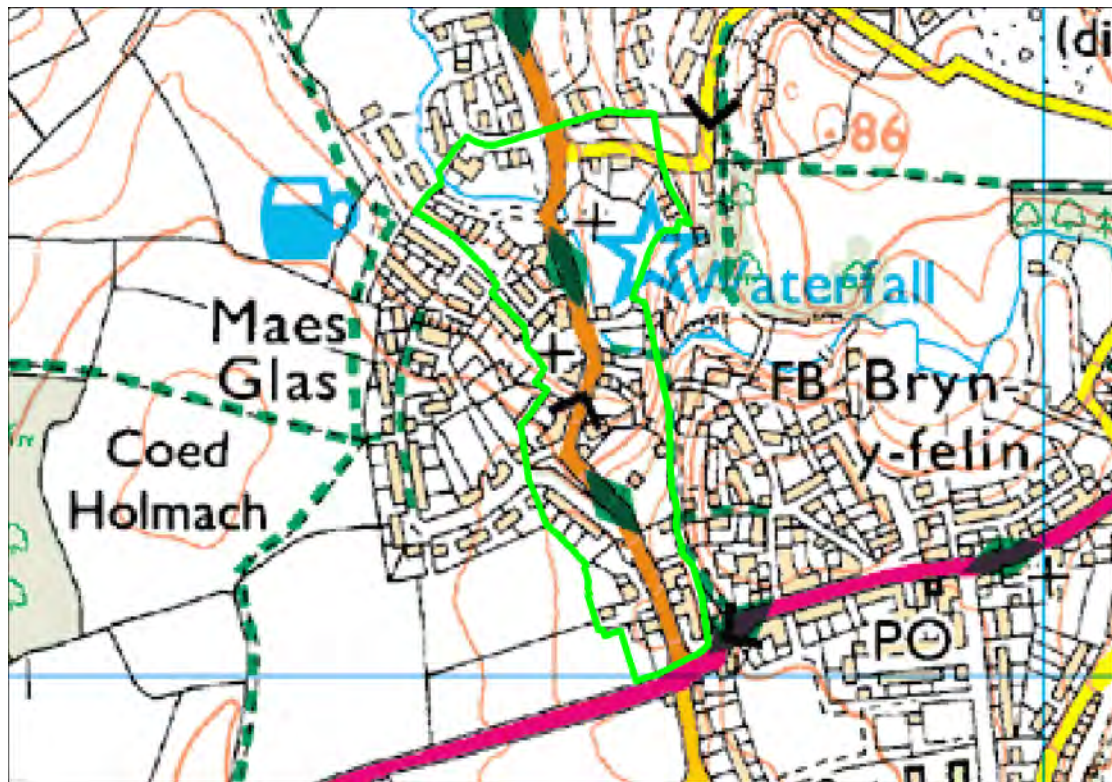 (di
86
Waterfall
Maes
Glas
FB
Bryn-
y-felin
Coed
Holmach
PO